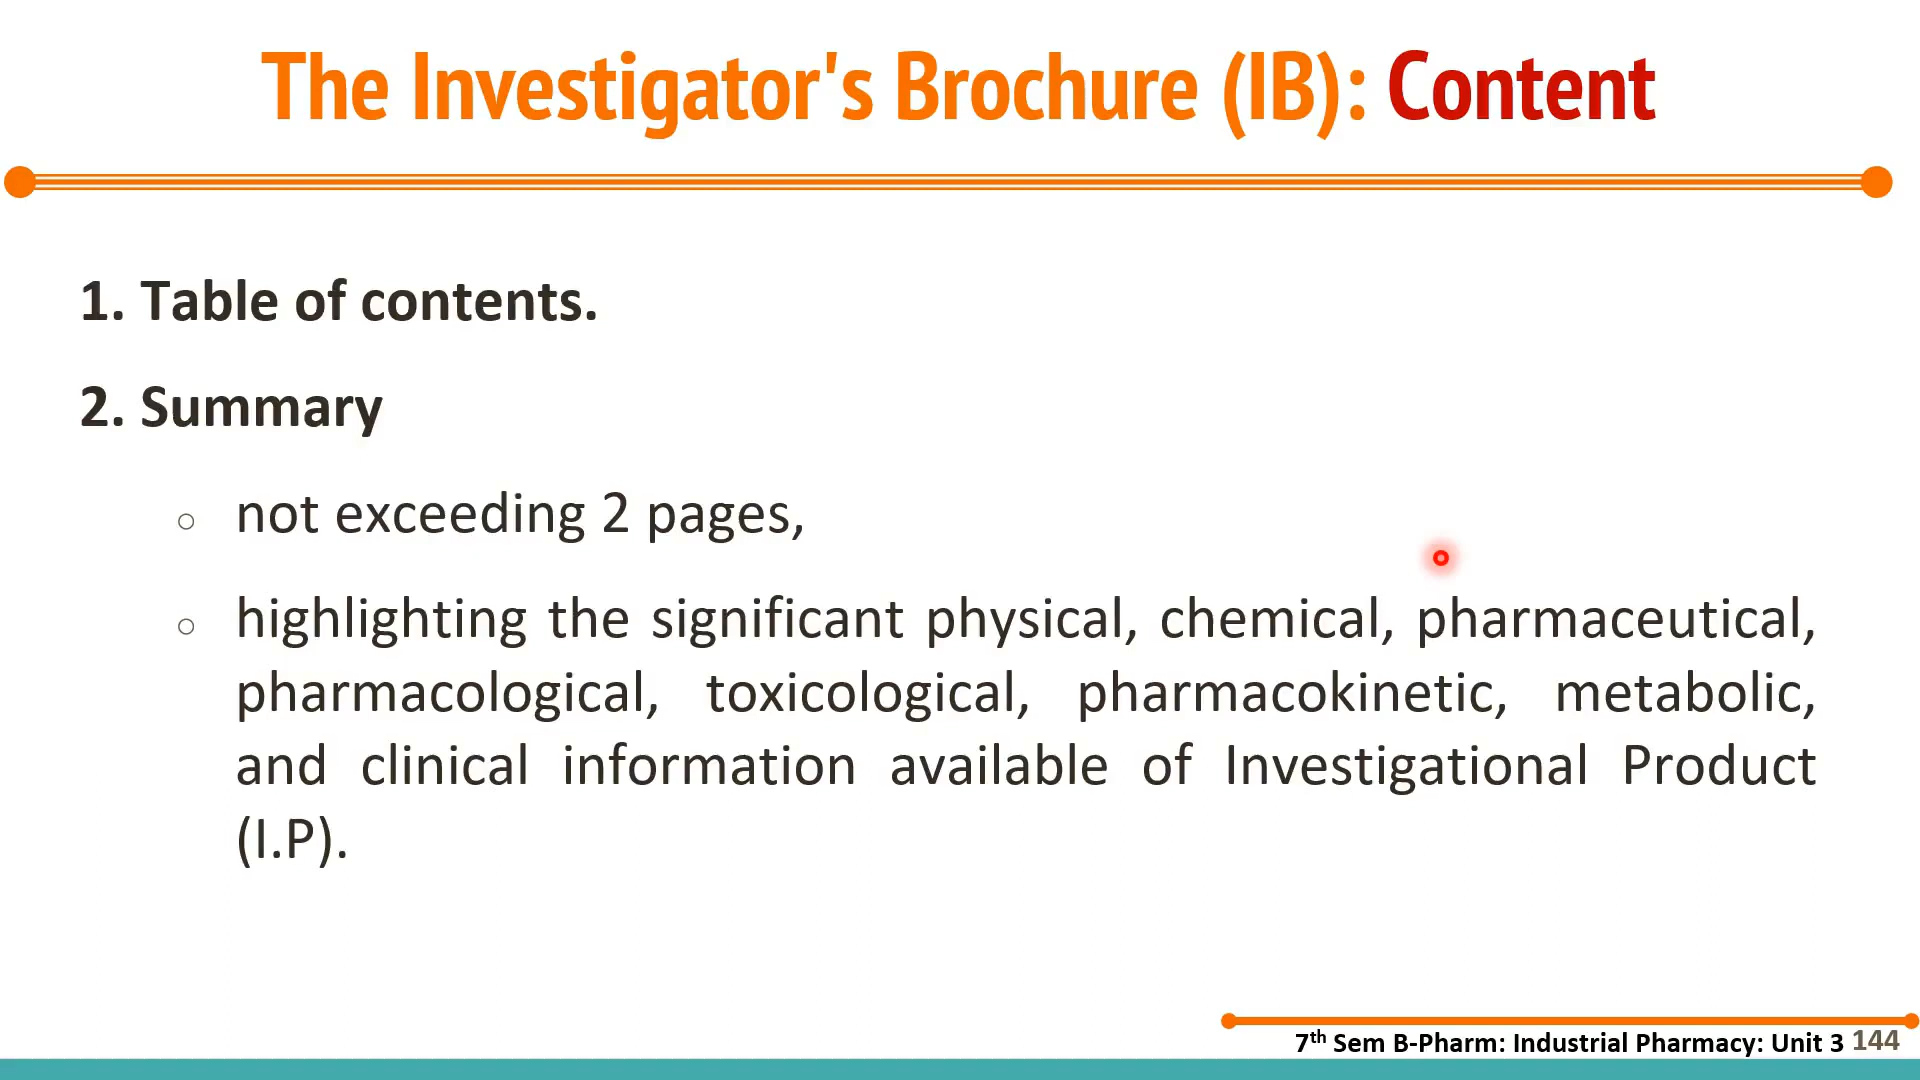 The Investigator's Brochure (IB): Content
1. Table of contents.
2. Summary
○ not exceeding 2 pages,
○ highlighting the significant physical, chemical, pharmaceutical,
pharmacological, toxicological, pharmacokinetic, metabolic,
and clinical information available of Investigational Product
(I.P).
7th Sem B-Pharm: Industrial Pharmacy: Unit 3 144